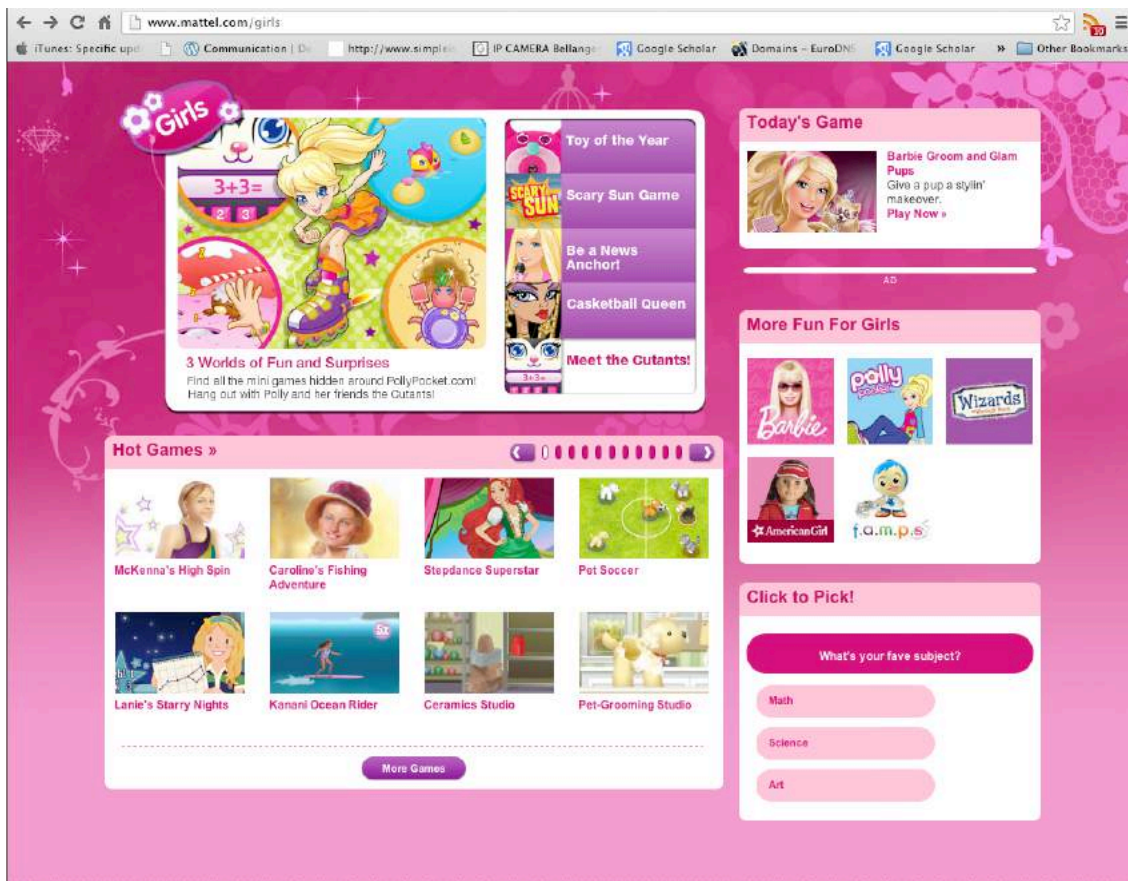 www.mattel.com/girls
30
iTunes: Specific upd
Communication | De
http://www.simple
IP CAMERA Bellange
Google Scholar
Domains – EuroDNS
Google Scholar
»
Other Bookmarks
Girls
3+3=
2 3
Toy of the Year
SCARY SUN
Scary Sun Game
Be a News
Anchor!
Casketball Queen
Meet the Cutants!
3+3=
3 Worlds of Fun and Surprises
Find all the mini games hidden around PollyPocket.com!
Hang out with Polly and her friends the Cutants!
Today's Game
Barbie Groom and Glam
Pups
Give a pup a stylin'
makeover.
Play Now »
AD
More Fun For Girls
Barbie
polly
pocket
Wizards
American Girl
f.a.m.p.s
Hot Games »
McKenna's High Spin
Caroline's Fishing
Adventure
Stepdance Superstar
Pet Soccer
Lanie's Starry Nights
Kanani Ocean Rider
Ceramics Studio
Pet-Grooming Studio
More Games
Click to Pick!
What's your fave subject?
Math
Science
Art